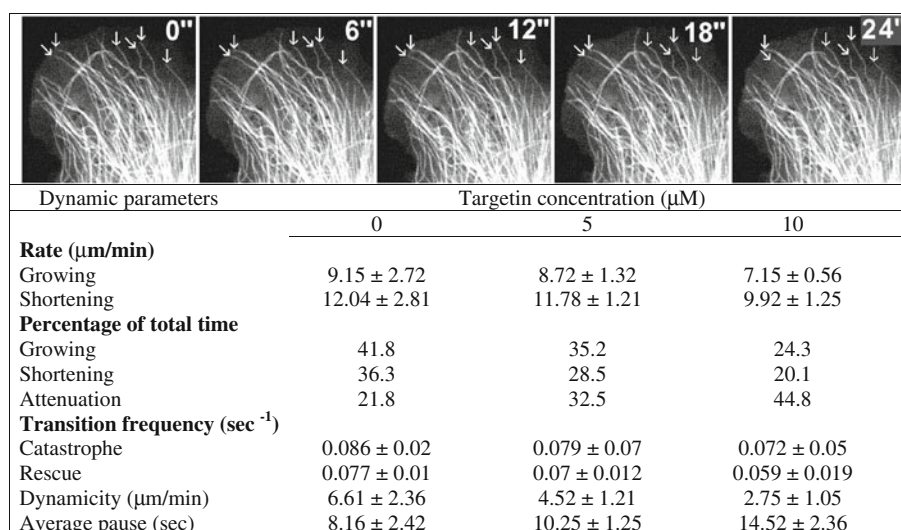 0" 6" 12" 18" 24"
Dynamic parameters Targetin concentration (µM)
0 5 10
Rate (µm/min)
Growing 9.15 ± 2.72 8.72 ± 1.32 7.15 ± 0.56
Shortening 12.04 ± 2.81 11.78 ± 1.21 9.92 ± 1.25
Percentage of total time
Growing 41.8 35.2 24.3
Shortening 36.3 28.5 20.1
Attenuation 21.8 32.5 44.8
Transition frequency (sec -1)
Catastrophe 0.086 ± 0.02 0.079 ± 0.07 0.072 ± 0.05
Rescue 0.077 ± 0.01 0.07 ± 0.012 0.059 ± 0.019
Dynamicity (µm/min) 6.61 ± 2.36 4.52 ± 1.21 2.75 ± 1.05
Average pause (sec) 8.16 ± 2.42 10.25 ± 1.25 14.52 ± 2.36